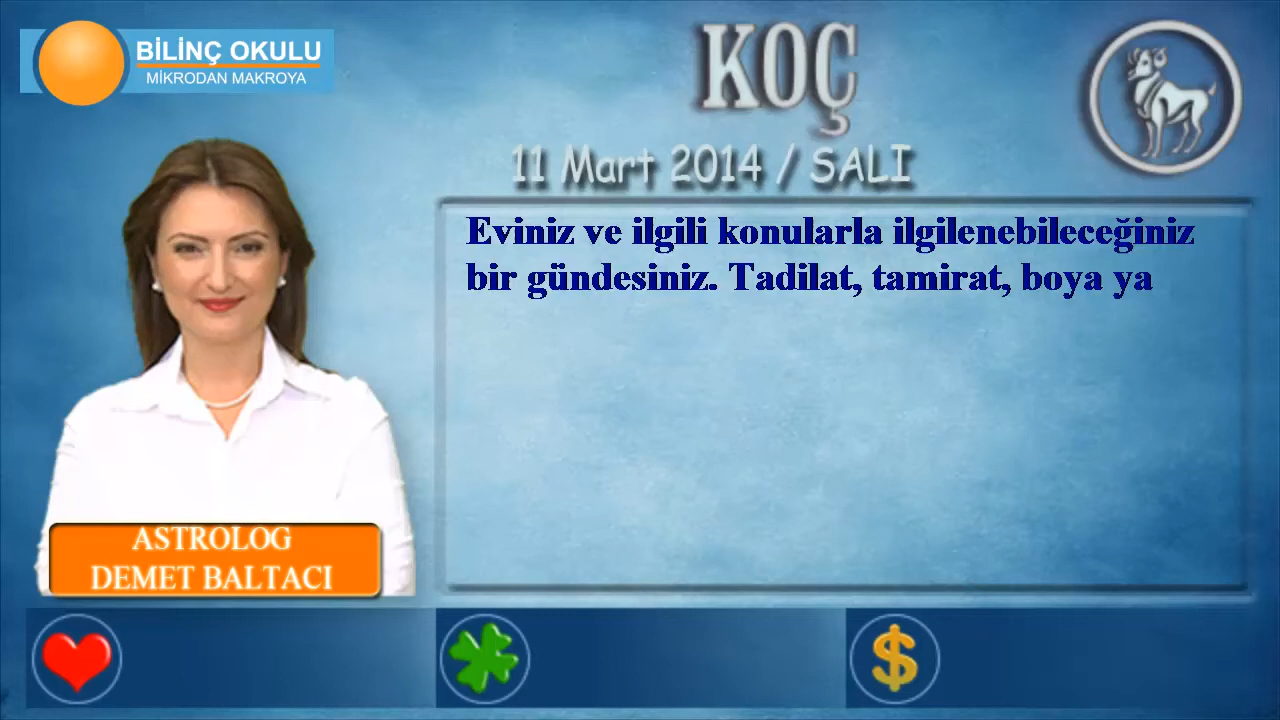 BİLİNÇ OKULU
MİKRODAN MAKROYA
KOÇ
11 Mart 2014 / SALI
Eviniz ve ilgili konularla ilgilenebileceğiniz
bir gündesiniz. Tadilat, tamirat, boya ya
ASTROLOG
DEMET BALTACI